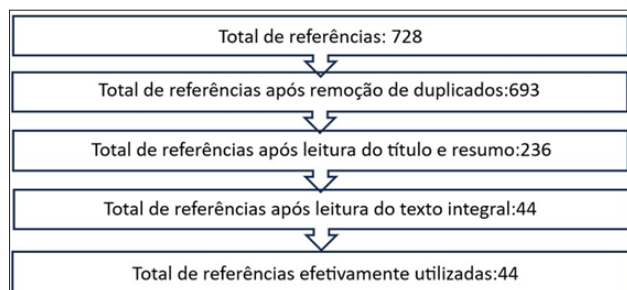 Total de referências: 728
Total de referências após remoção de duplicados:693
Total de referências após leitura do título e resumo:236
Total de referências após leitura do texto integral:44
Total de referências efetivamente utilizadas:44